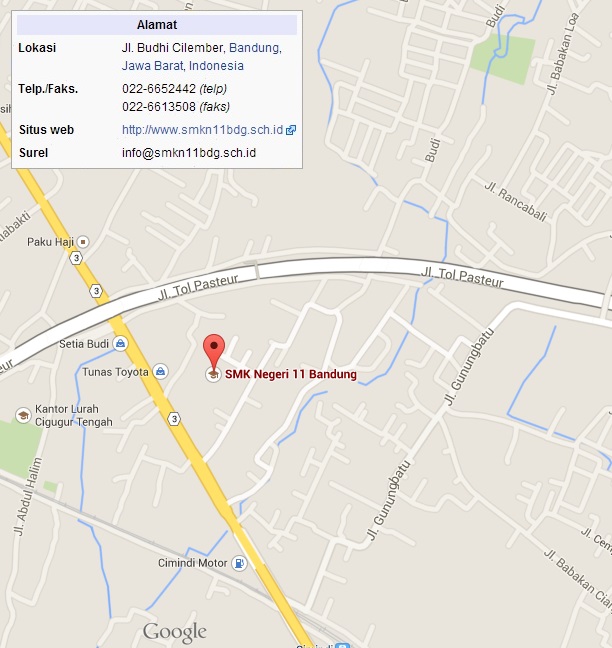 Alamat
Lokasi Jl. Budhi Cilember, Bandung,
Jawa Barat, Indonesia
Telp./Faks. 022-6652442 (telp)
022-6613508 (faks)
Situs web http://www.smkn11bdg.sch.id
Surel info@smkn11bdg.sch.id
Budi
Jl. Babakan Loa
Budi
Jl. Rancabali
Paku Haji
3
3
Jl. Tol Pasteur
Jl. Tol Pasteur
Setia Budi
Tunas Toyota
SMK Negeri 11 Bandung
Jl. Gunungbatu
3
Kantor Lurah
Cigugur Tengah
Jl. Abdul Halim
Jl. Gunungbatu
Cimindi Motor
Jl. Babakan Cian
Google